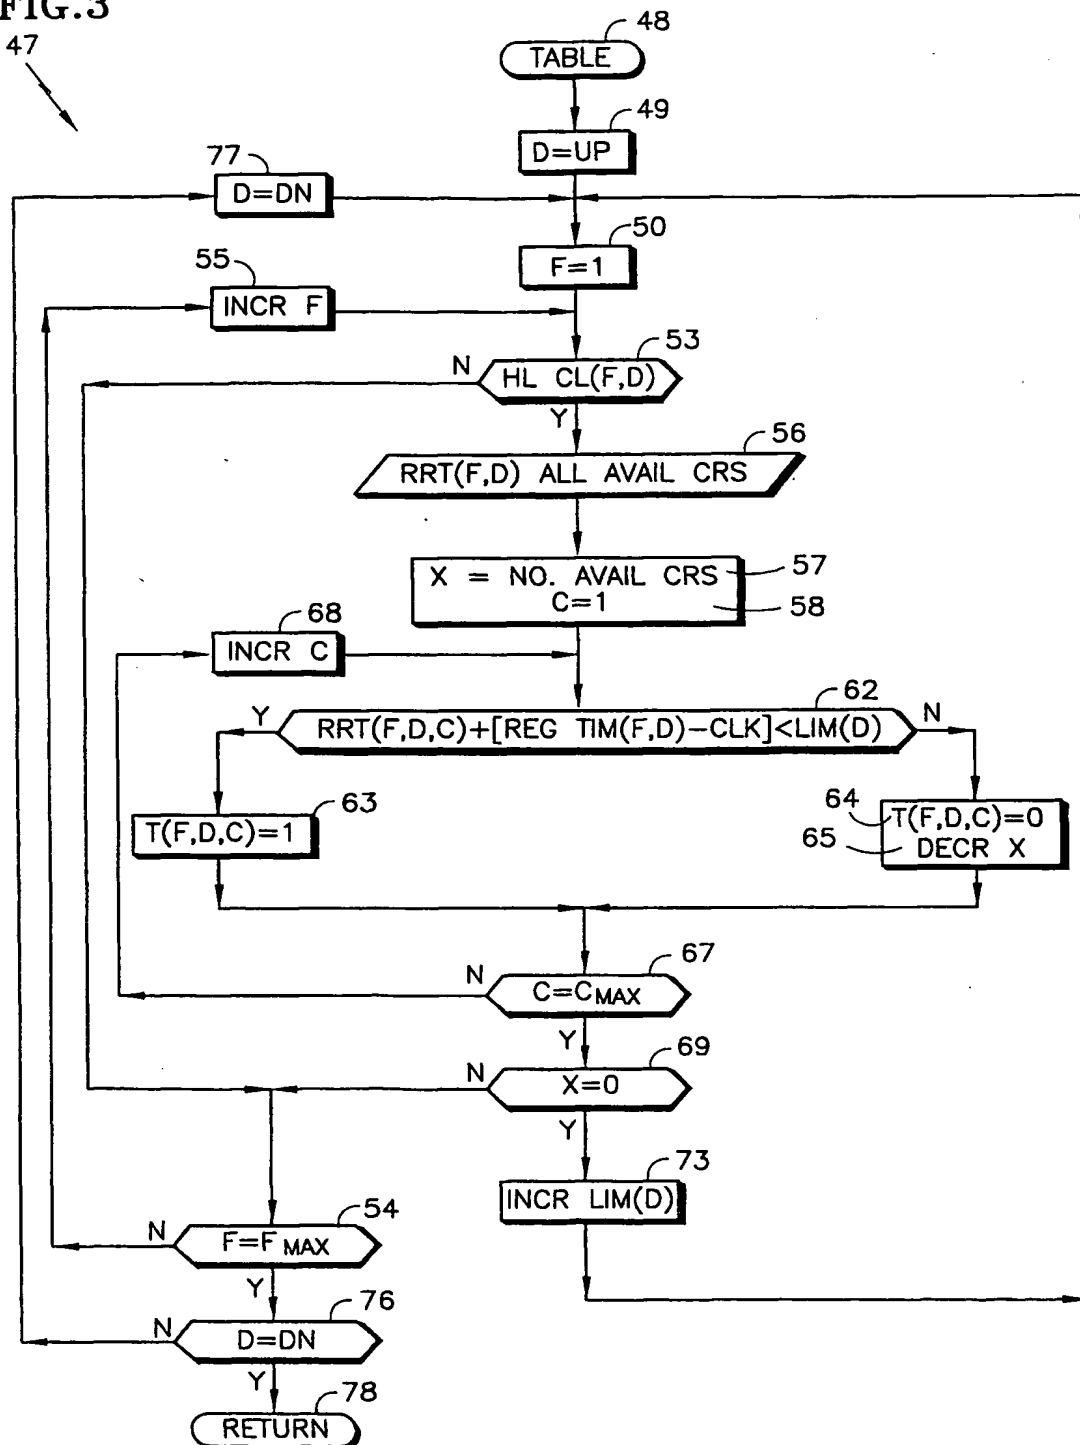 FIG.3
47
48
TABLE
49
D=UP
77
D=DN
50
F=1
55
INCR F
53
N
HL CL(F,D)
Y
56
RRT(F,D) ALL AVAIL CRS
X = NO. AVAIL CRS
57
C=1
58
68
INCR C
62
Y
RRT(F,D,C)+[REG TIM(F,D)-CLK]<LIM(D)
N
63
T(F,D,C)=1
64
T(F,D,C)=0
65
DECR X
67
N
C=CMAX
Y
69
N
X=0
Y
73
INCR LIM(D)
54
N
F=F MAX
Y
76
N
D=DN
Y
78
RETURN